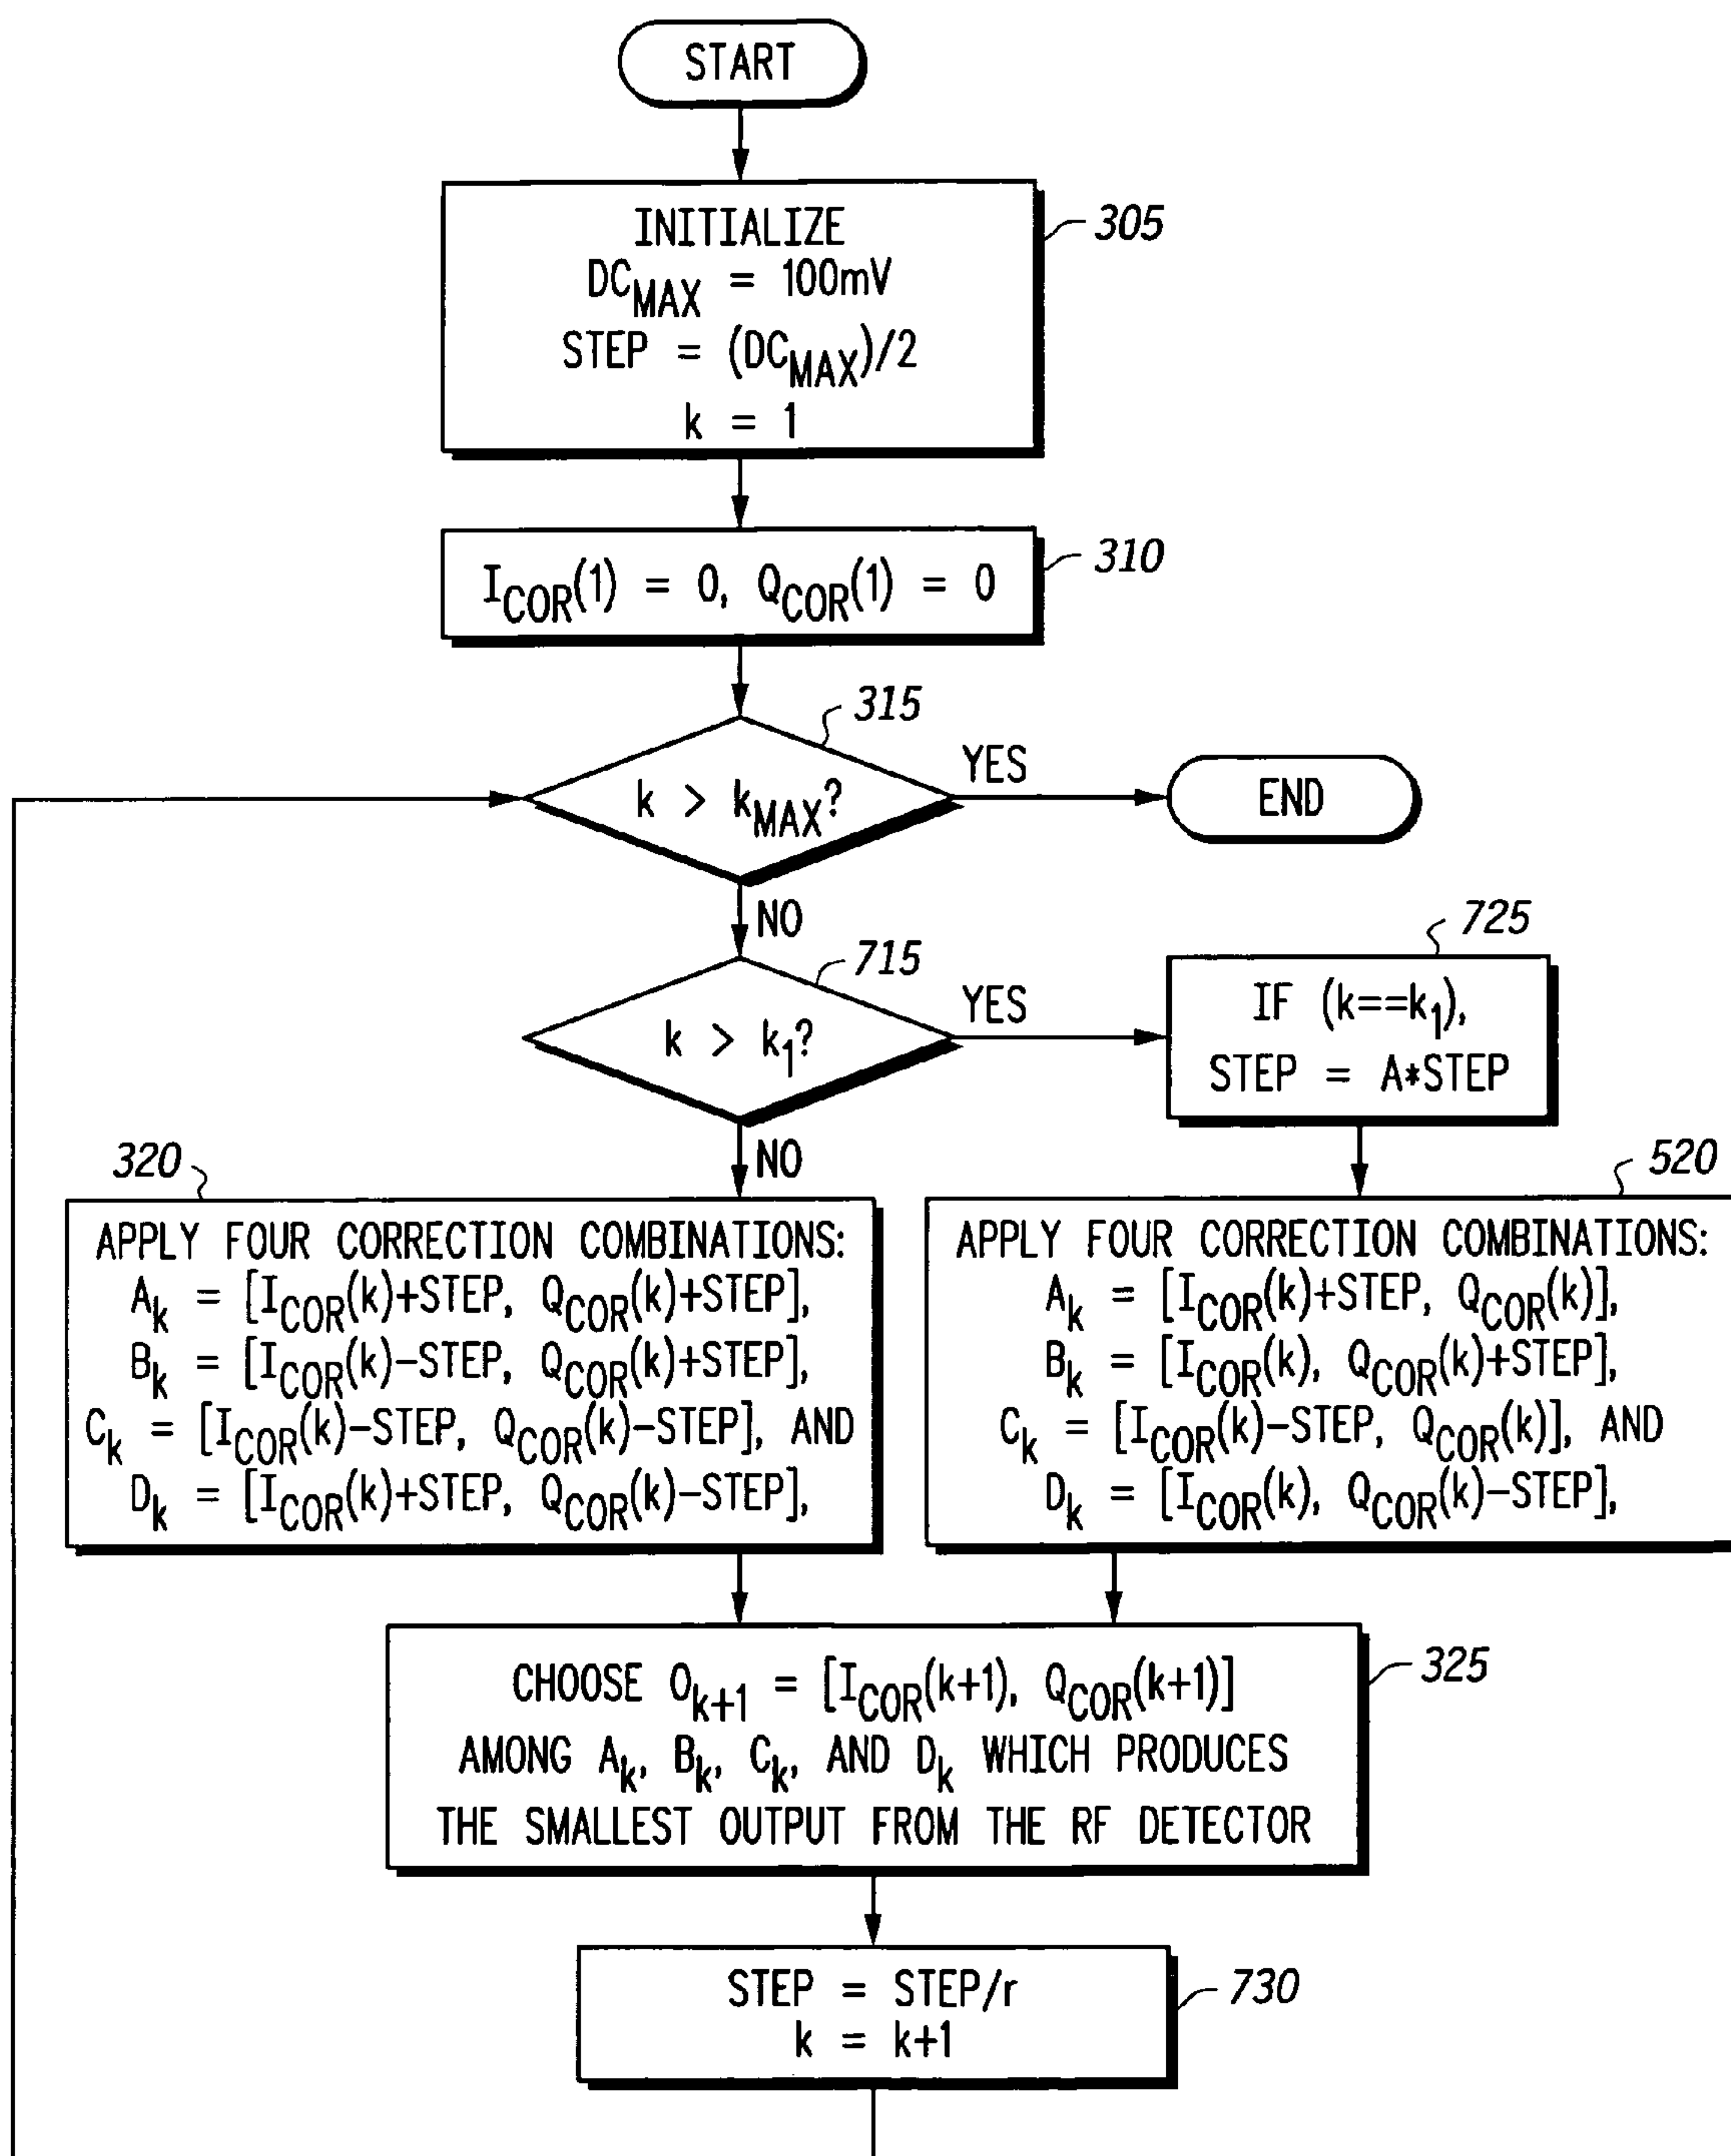 START
INITIALIZE
DC_MAX = 100mV
STEP = (DC_MAX)/2
k = 1
305
I_COR(1) = 0, Q_COR(1) = 0
310
315
k > k_MAX?
YES
END
NO
715
k > k_1?
YES
725
IF (k==k_1),
STEP = A*STEP
NO
320
APPLY FOUR CORRECTION COMBINATIONS:
A_k = [I_COR(k)+STEP, Q_COR(k)+STEP],
B_k = [I_COR(k)-STEP, Q_COR(k)+STEP],
C_k = [I_COR(k)-STEP, Q_COR(k)-STEP], AND
D_k = [I_COR(k)+STEP, Q_COR(k)-STEP],
520
APPLY FOUR CORRECTION COMBINATIONS:
A_k = [I_COR(k)+STEP, Q_COR(k)],
B_k = [I_COR(k), Q_COR(k)+STEP],
C_k = [I_COR(k)-STEP, Q_COR(k)], AND
D_k = [I_COR(k), Q_COR(k)-STEP],
CHOOSE O_k+1 = [I_COR(k+1), Q_COR(k+1)]
AMONG A_k, B_k, C_k, AND D_k WHICH PRODUCES
THE SMALLEST OUTPUT FROM THE RF DETECTOR
325
STEP = STEP/r
k = k+1
730